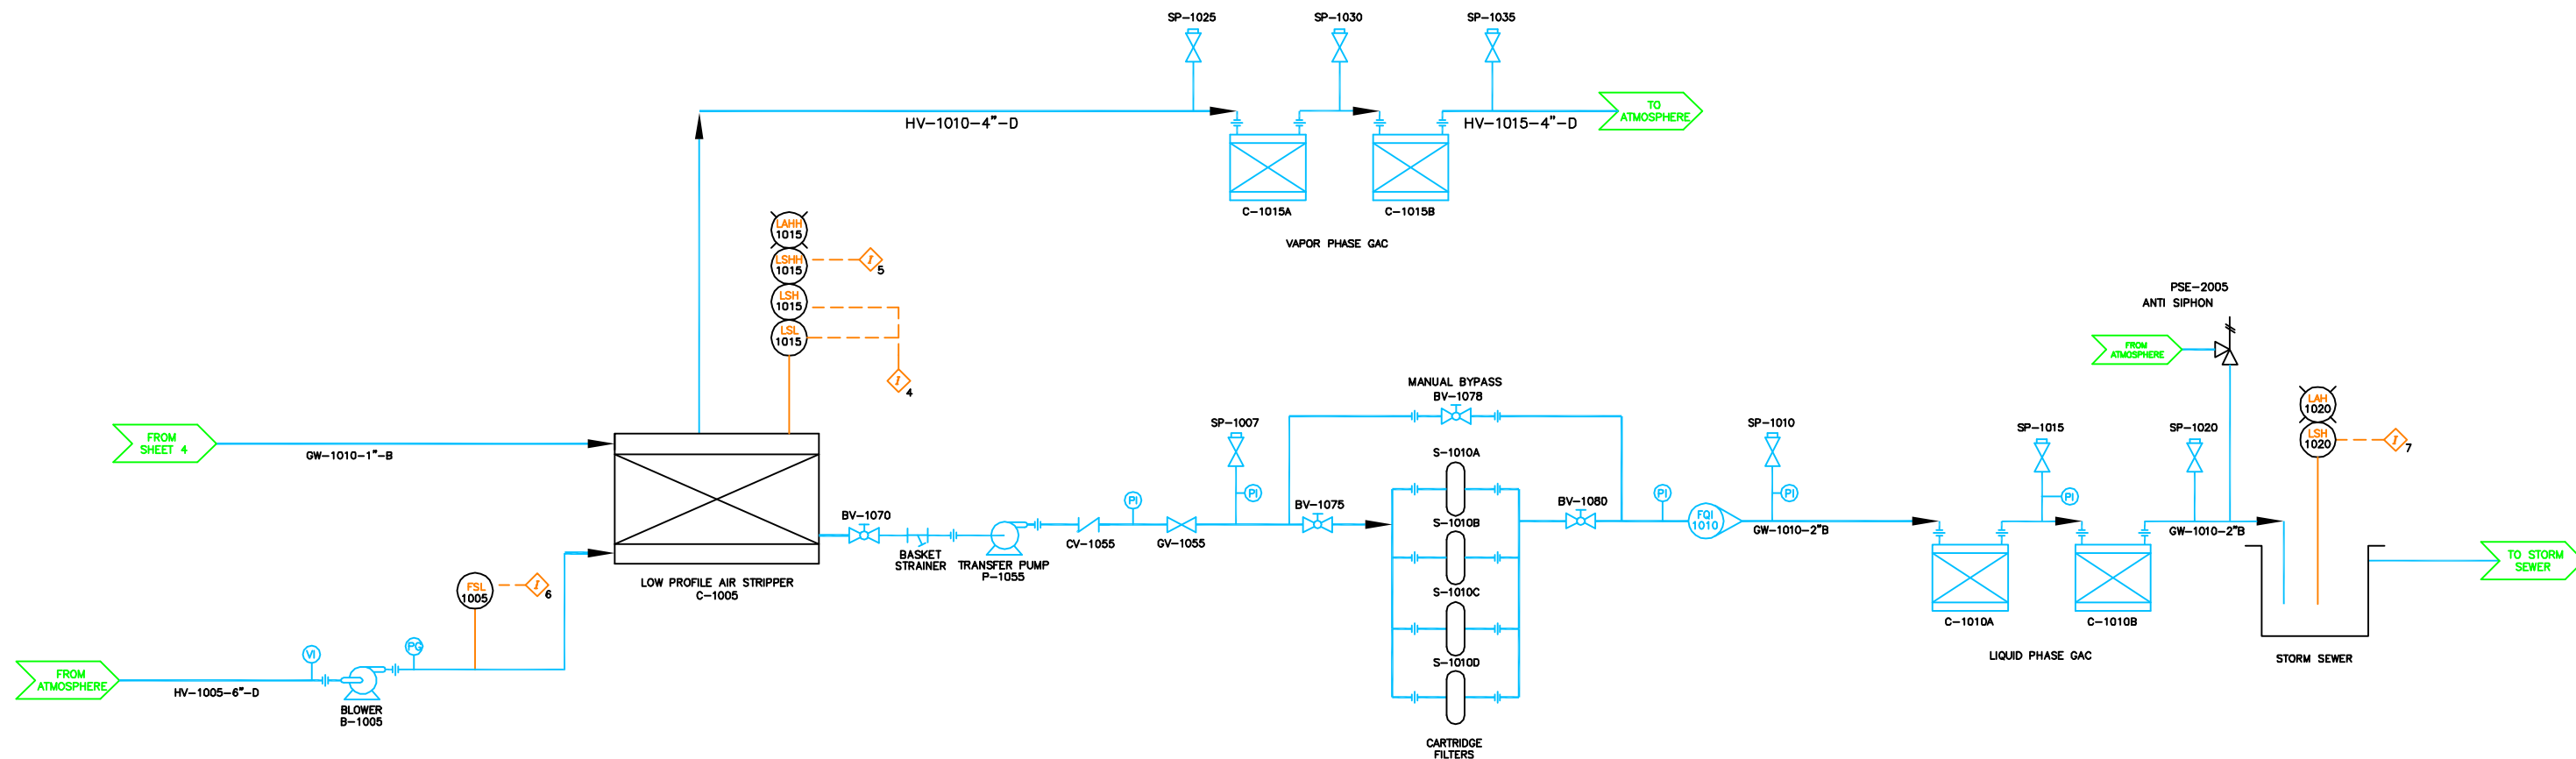 SP-1025
SP-1030
SP-1035
HV-1010-4"-D
HV-1015-4"-D
TO
ATMOSPHERE
C-1015A
C-1015B
VAPOR PHASE GAC
LAHH
1015
LSHH
1015
I
5
LSH
1015
LSL
1015
I
4
PSE-2005
ANTI SIPHON
FROM
ATMOSPHERE
FROM
SHEET 4
GW-1010-1"-B
LOW PROFILE AIR STRIPPER
C-1005
FSL
1005
I
6
FROM
ATMOSPHERE
HV-1005-6"-D
VI
PG
BLOWER
B-1005
BV-1070
BASKET
STRAINER
TRANSFER PUMP
P-1055
CV-1055
PI
GV-1055
SP-1007
PI
MANUAL BYPASS
BV-1078
BV-1075
S-1010A
S-1010B
S-1010C
S-1010D
CARTRIDGE
FILTERS
BV-1080
PI
FQI
1010
SP-1010
PI
GW-1010-2"B
C-1010A
SP-1015
PI
C-1010B
LIQUID PHASE GAC
SP-1020
GW-1010-2"B
LAH
1020
LSH
1020
I
7
STORM SEWER
TO STORM
SEWER